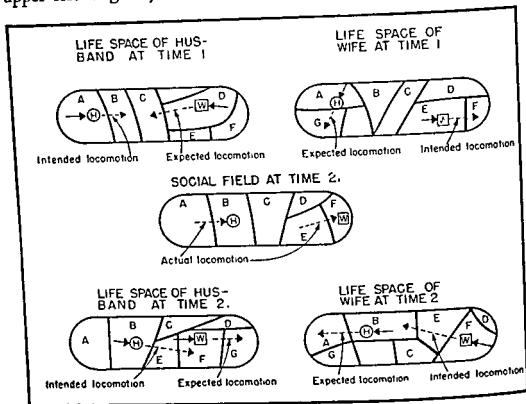 LIFE SPACE OF HUS-
BAND AT TIME 1
A B C D E F
H W
Intended locomotion
Expected locomotion
LIFE SPACE OF
WIFE AT TIME 1
A B C D E F G
H
Expected locomotion
Intended locomotion
SOCIAL FIELD AT TIME 2.
A B C D E F
H W
Actual locomotion
LIFE SPACE OF HUS-
BAND AT TIME 2.
A B C D E F G
H W
Intended locomotion
Expected locomotion
LIFE SPACE OF
WIFE AT TIME 2
A B C D E F D G
H W
Expected locomotion
Intended locomotion